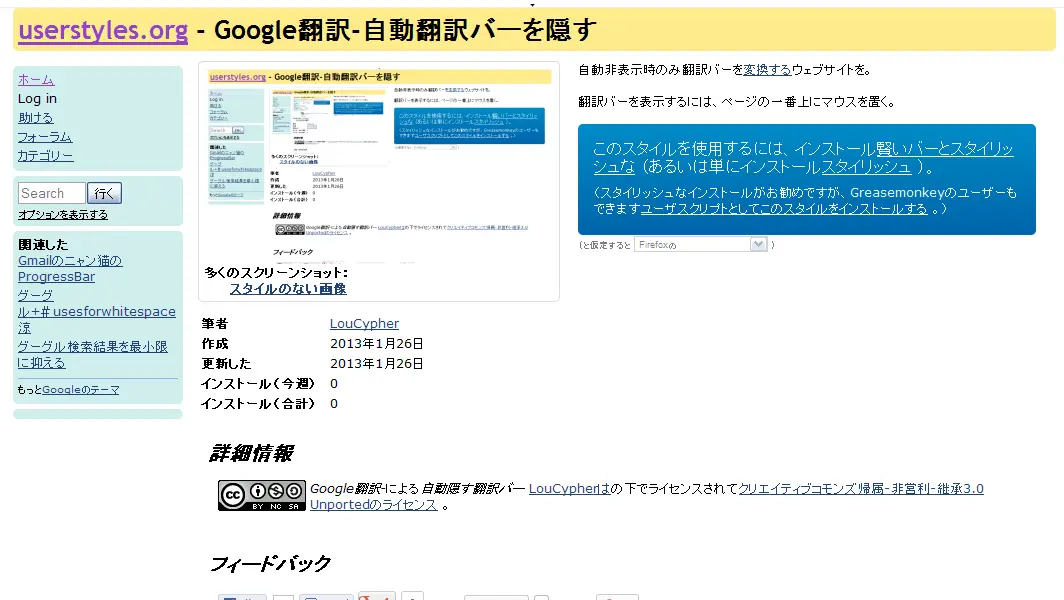 userstyles.org - Google翻訳-自動翻訳バーを隠す
ホーム
Log in
助ける
フォーラム
カテゴリー
Search 行く
オプションを表示する
関連した
Gmailのニャン猫の
ProgressBar
グーグ
ル+# usesforwhitespace
涼
グーグル検索結果を最小限
に抑える
もっとGoogleのテーマ
多くのスクリーンショット:
スタイルのない画像
筆者 LouCypher
作成 2013年1月26日
更新した 2013年1月26日
インストール(今週) 0
インストール(合計) 0
自動非表示時のみ翻訳バーを変換するウェブサイトを。
翻訳バーを表示するには、ページの一番上にマウスを置く。
このスタイルを使用するには、インストール賢いバーとスタイリッ
シュな (あるいは単にインストールスタイリッシュ )。
(スタイリッシュなインストールがお勧めですが、Greasemonkeyのユーザーも
できますユーザスクリプトとしてこのスタイルをインストールする 。)
(と仮定すると Firefoxの )
詳細情報
Google翻訳-による自動隠す翻訳バー LouCypherはの下でライセンスされてクリエイティブコモンズ帰属-非営利-継承3.0
Unportedのライセンス 。
cc BY NC SA
フィードバック